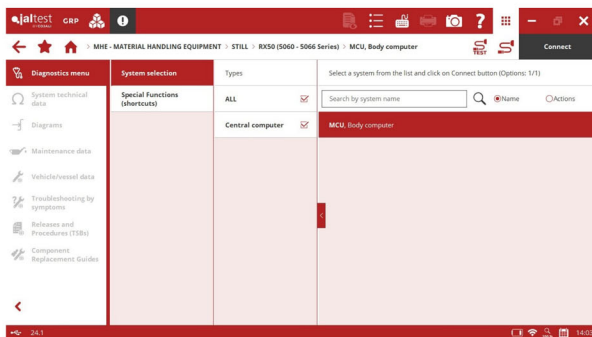 jaltest GRP
MHE - MATERIAL HANDLING EQUIPMENT > STILL > RX50 (5060 - 5066 Series) > MCU, Body computer
TEST
Connect
Diagnostics menu
System technical data
Diagrams
Maintenance data
Vehicle/vessel data
Troubleshooting by symptoms
Releases and Procedures (TSBs)
Component Replacement Guides
System selection
Special Functions (shortcuts)
Types
ALL
Central computer
Select a system from the list and click on Connect button (Options: 1/1)
Search by system name
Name
Actions
MCU, Body computer
24.1
14:03